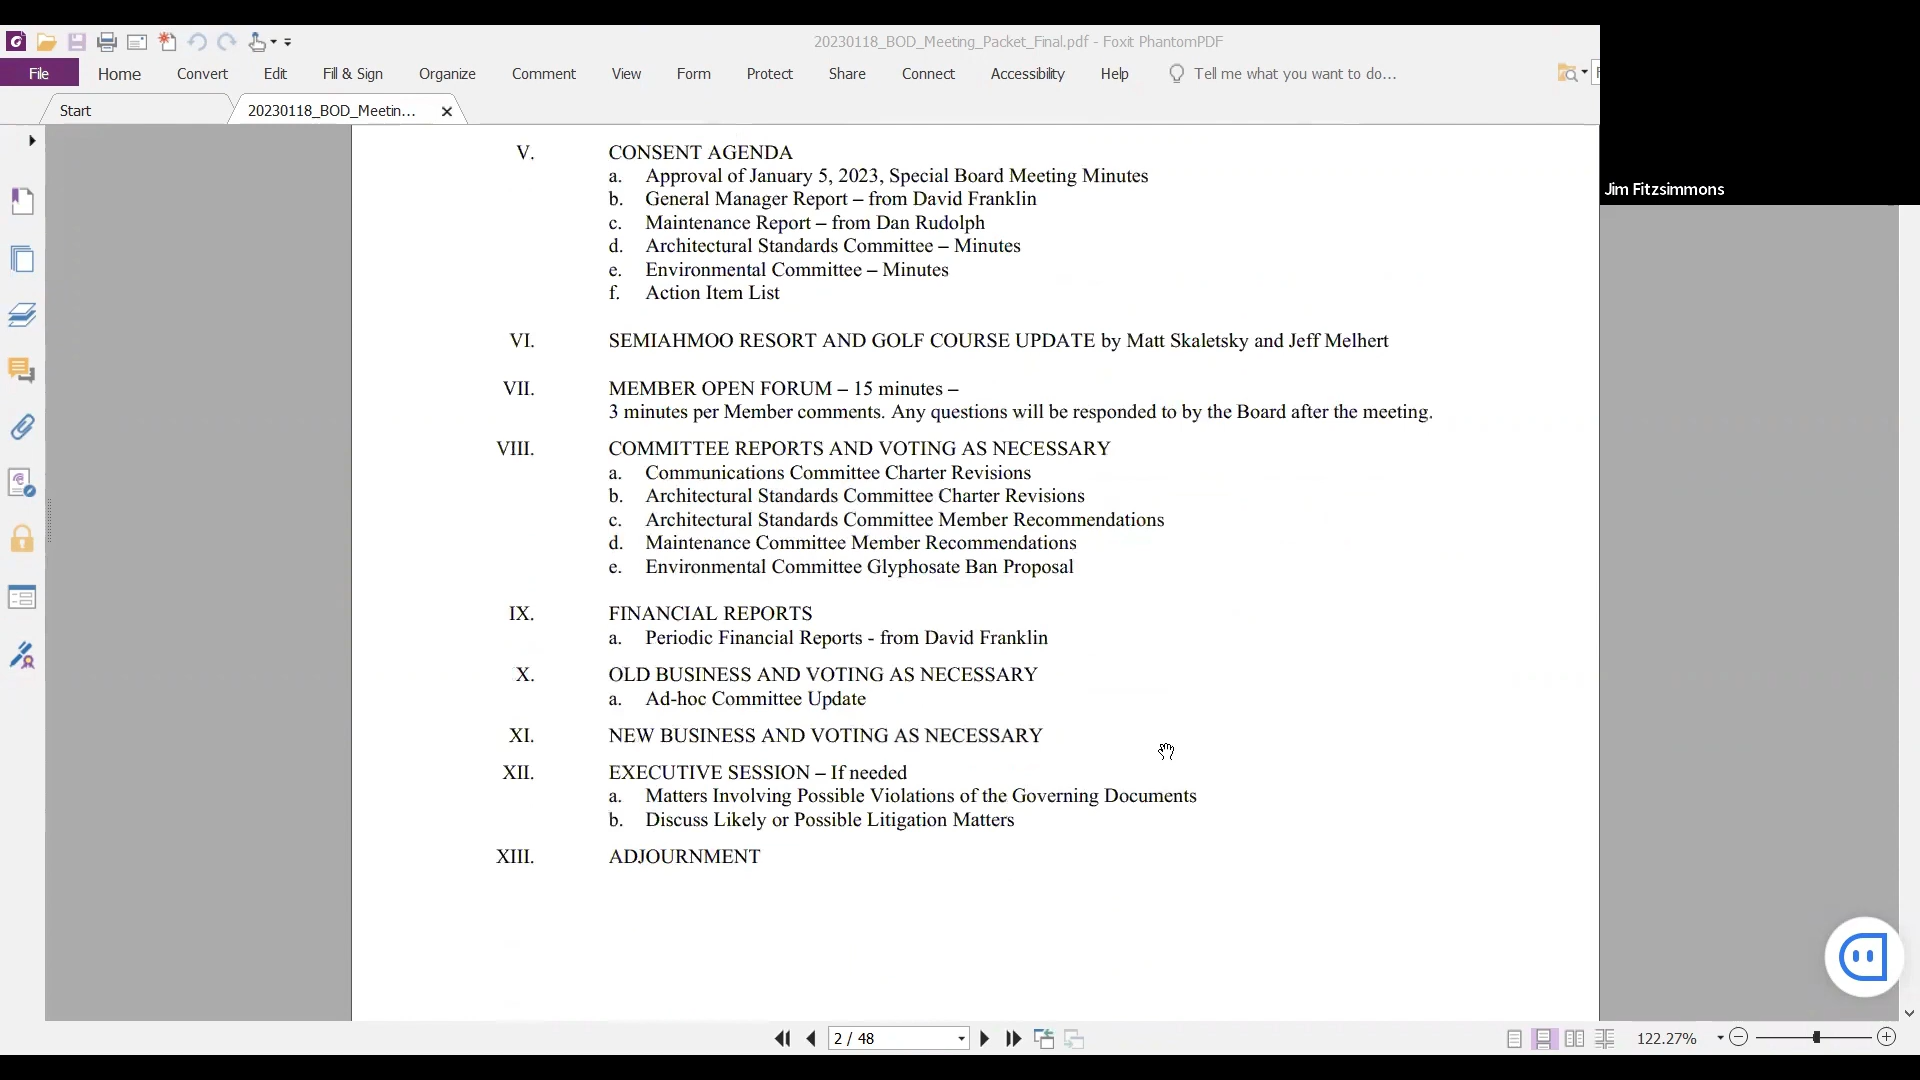 20230118_BOD_Meeting_Packet_Final.pdf - Foxit PhantomPDF
File Home Convert Edit Fill & Sign Organize Comment View Form Protect Share Connect Accessibility Help Tell me what you want to do...
Start 20230118_BOD_Meetin...
Jim Fitzsimmons
V. CONSENT AGENDA
a. Approval of January 5, 2023, Special Board Meeting Minutes
b. General Manager Report – from David Franklin
c. Maintenance Report – from Dan Rudolph
d. Architectural Standards Committee – Minutes
e. Environmental Committee – Minutes
f. Action Item List
VI. SEMIAHMOO RESORT AND GOLF COURSE UPDATE by Matt Skaletsky and Jeff Melhert
VII. MEMBER OPEN FORUM – 15 minutes –
3 minutes per Member comments. Any questions will be responded to by the Board after the meeting.
VIII. COMMITTEE REPORTS AND VOTING AS NECESSARY
a. Communications Committee Charter Revisions
b. Architectural Standards Committee Charter Revisions
c. Architectural Standards Committee Member Recommendations
d. Maintenance Committee Member Recommendations
e. Environmental Committee Glyphosate Ban Proposal
IX. FINANCIAL REPORTS
a. Periodic Financial Reports - from David Franklin
X. OLD BUSINESS AND VOTING AS NECESSARY
a. Ad-hoc Committee Update
XI. NEW BUSINESS AND VOTING AS NECESSARY
XII. EXECUTIVE SESSION – If needed
a. Matters Involving Possible Violations of the Governing Documents
b. Discuss Likely or Possible Litigation Matters
XIII. ADJOURNMENT
2 / 48
122.27%